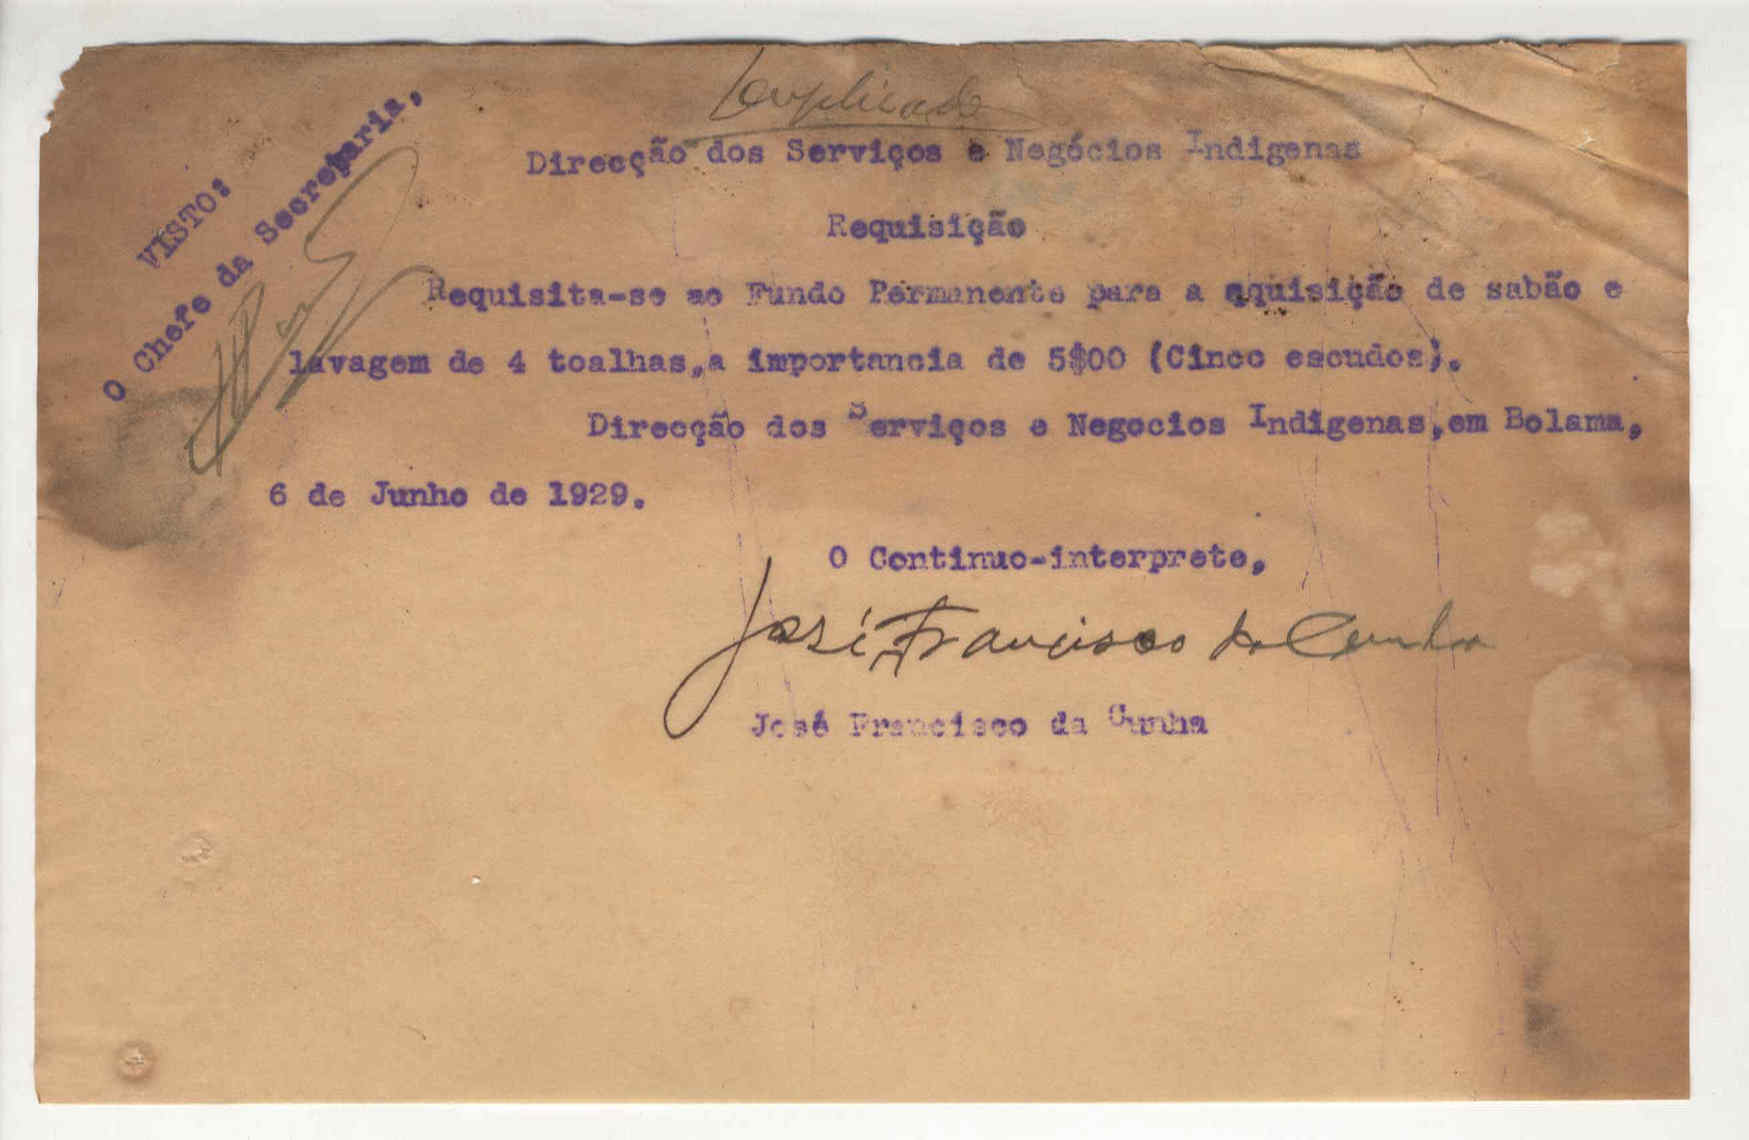 Duplicado
Direcção dos Serviços e Negócios Indigenas
VISTO:
O Chefe da Secretaria,
Requisição
Requisita-se ao Fundo Permanente para a aquisição de sabão e
lavagem de 4 toalhas,a importancia de 5$00 (Cinco escudos).
Direcção dos Serviços e Negocios Indigenas,em Bolama,
6 de Junho de 1929.
O Continuo-interprete,
José Francisco da Cunha
José Francisco da Cunha